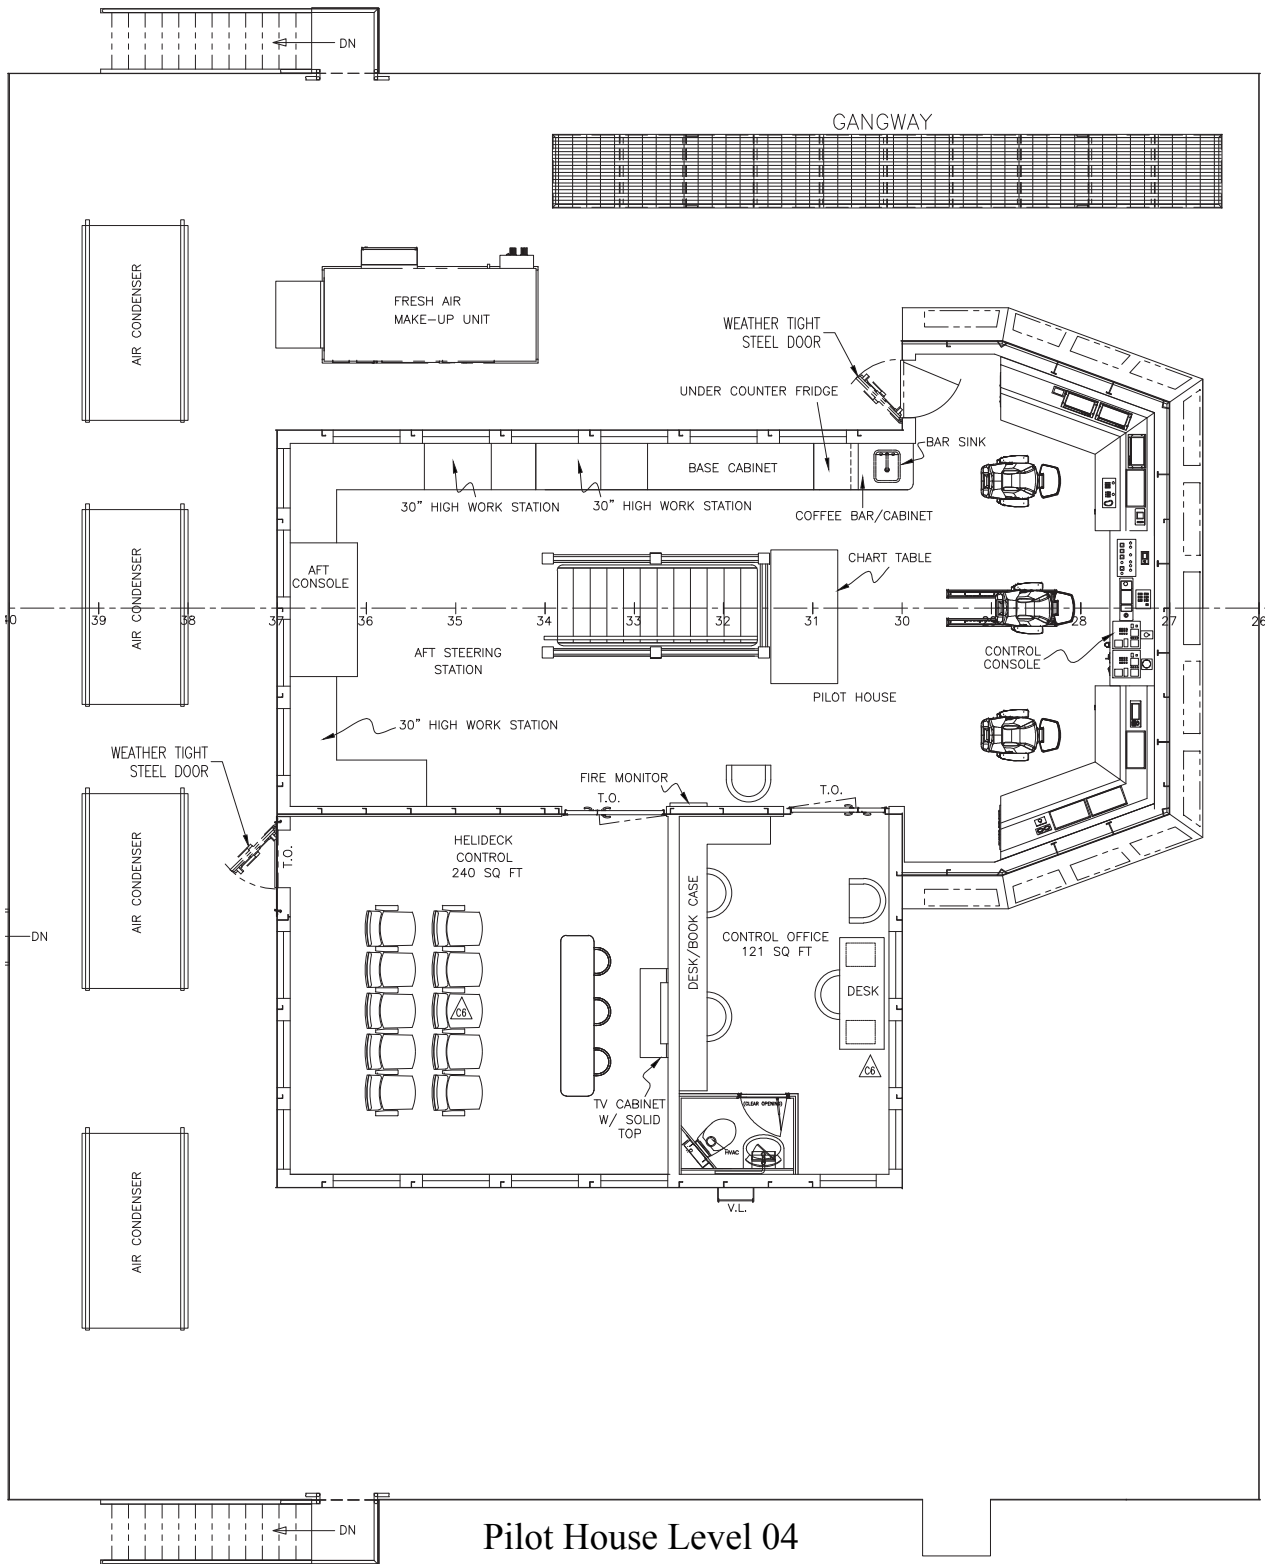 DN
GANGWAY
AIR CONDENSER
FRESH AIR
MAKE-UP UNIT
WEATHER TIGHT
STEEL DOOR
UNDER COUNTER FRIDGE
BAR SINK
BASE CABINET
30" HIGH WORK STATION
30" HIGH WORK STATION
COFFEE BAR/CABINET
AIR CONDENSER
AFT
CONSOLE
CHART TABLE
39
38
37
36
35
34
33
32
31
30
29
28
27
26
AFT STEERING
STATION
CONTROL
CONSOLE
PILOT HOUSE
30" HIGH WORK STATION
WEATHER TIGHT
STEEL DOOR
FIRE MONITOR
T.O.
T.O.
T.O.
HELIDECK
CONTROL
240 SQ FT
AIR CONDENSER
DN
DESK/BOOK CASE
CONTROL OFFICE
121 SQ FT
DESK
C6
C6
TV CABINET
W/ SOLID
TOP
(CLEAR OPENING)
HVAC
V.L.
AIR CONDENSER
DN
Pilot House Level 04